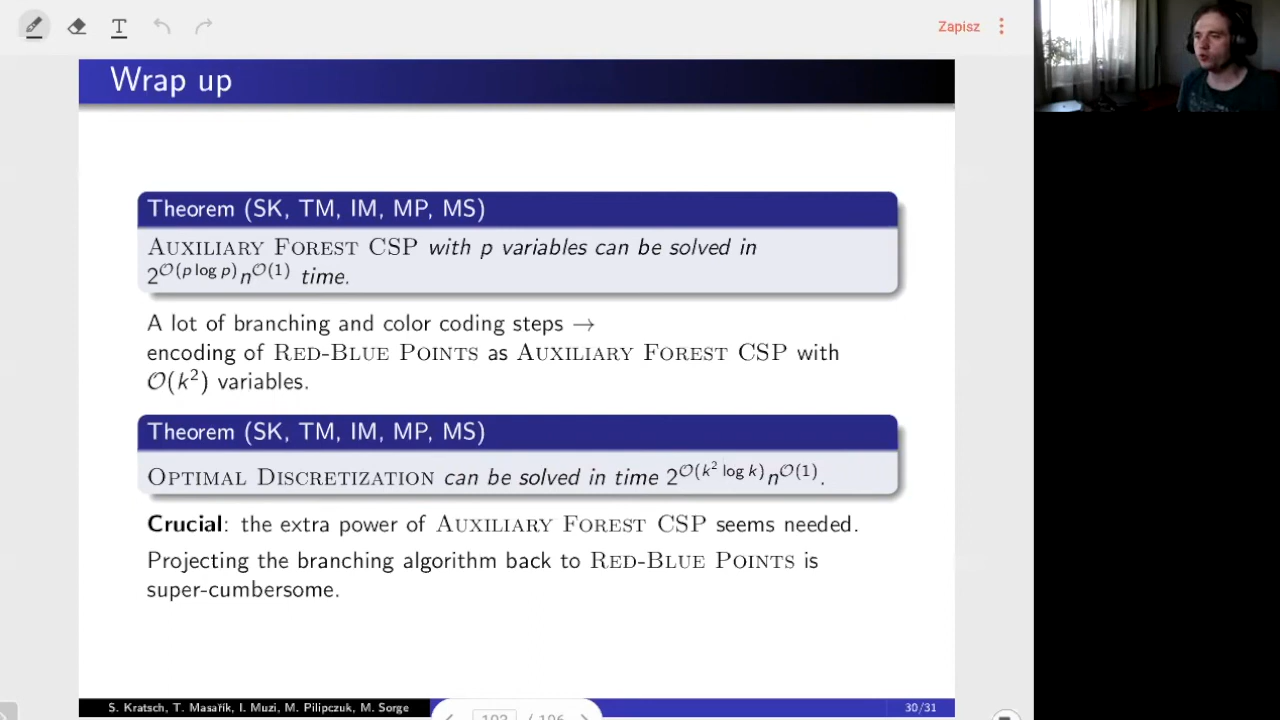 Zapisz
Wrap up
Theorem (SK, TM, IM, MP, MS)
Auxiliary Forest CSP with p variables can be solved in
2^O(p log p) n^O(1) time.
A lot of branching and color coding steps →
encoding of Red-Blue Points as Auxiliary Forest CSP with
O(k²) variables.
Theorem (SK, TM, IM, MP, MS)
Optimal Discretization can be solved in time 2^O(k² log k) n^O(1).
Crucial: the extra power of Auxiliary Forest CSP seems needed.
Projecting the branching algorithm back to Red-Blue Points is
super-cumbersome.
S. Kratsch, T. Masařík, I. Muzi, M. Pilipczuk, M. Sorge
30/31